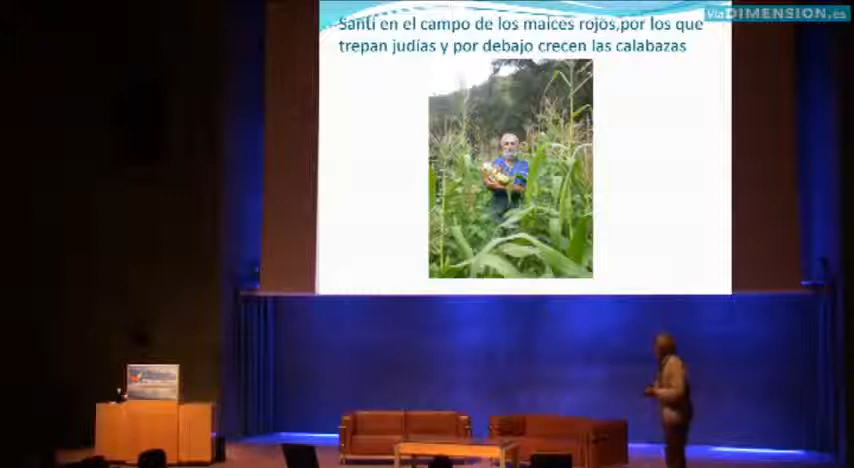 Santi en el campo de los maices rojos,por los que
trepan judías y por debajo crecen las calabazas
VíaDIMENSION.es